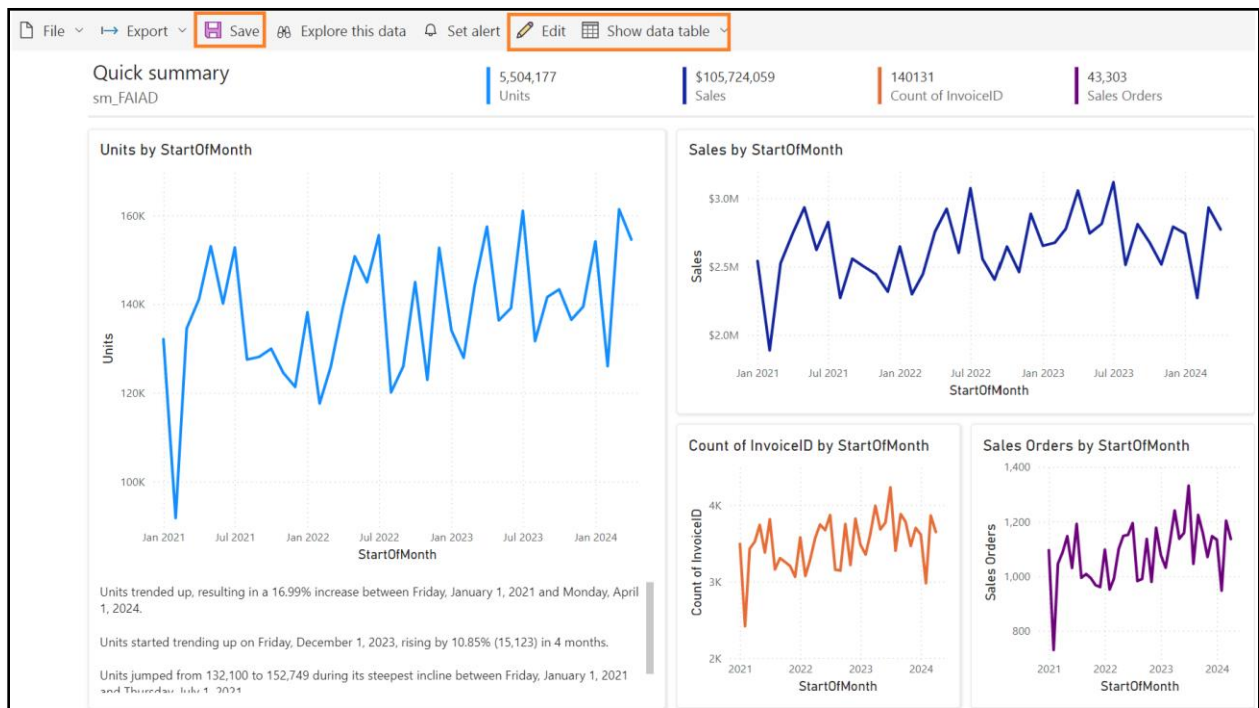 File Export Save Explore this data Set alert Edit Show data table
Quick summary
sm_FAIAD
5,504,177
Units
$105,724,059
Sales
140131
Count of InvoiceID
43,303
Sales Orders
Units by StartOfMonth
160K
140K
120K
100K
Units
Jan 2021 Jul 2021 Jan 2022 Jul 2022 Jan 2023 Jul 2023 Jan 2024
StartOfMonth
Units trended up, resulting in a 16.99% increase between Friday, January 1, 2021 and Monday, April
1, 2024.
Units started trending up on Friday, December 1, 2023, rising by 10.85% (15,123) in 4 months.
Units jumped from 132,100 to 152,749 during its steepest incline between Friday, January 1, 2021
and Thursday, July 1, 2021
Sales by StartOfMonth
$3.0M
$2.5M
$2.0M
Sales
Jan 2021 Jul 2021 Jan 2022 Jul 2022 Jan 2023 Jul 2023 Jan 2024
StartOfMonth
Count of InvoiceID by StartOfMonth
4K
3K
2K
Count of InvoiceID
2021 2022 2023 2024
StartOfMonth
Sales Orders by StartOfMonth
1,400
1,200
1,000
800
Sales Orders
2021 2022 2023 2024
StartOfMonth